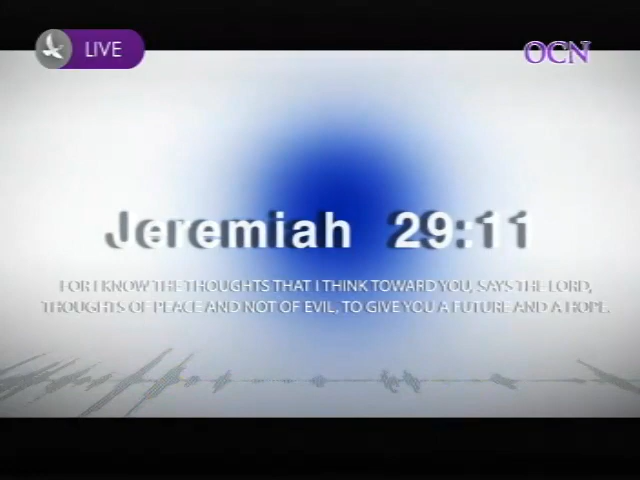 LIVE
OCN
Jeremiah 29:11
FOR I KNOW THE THOUGHTS THAT I THINK TOWARD YOU, SAYS THE LORD,
THOUGHTS OF PEACE AND NOT OF EVIL, TO GIVE YOU A FUTURE AND A HOPE.